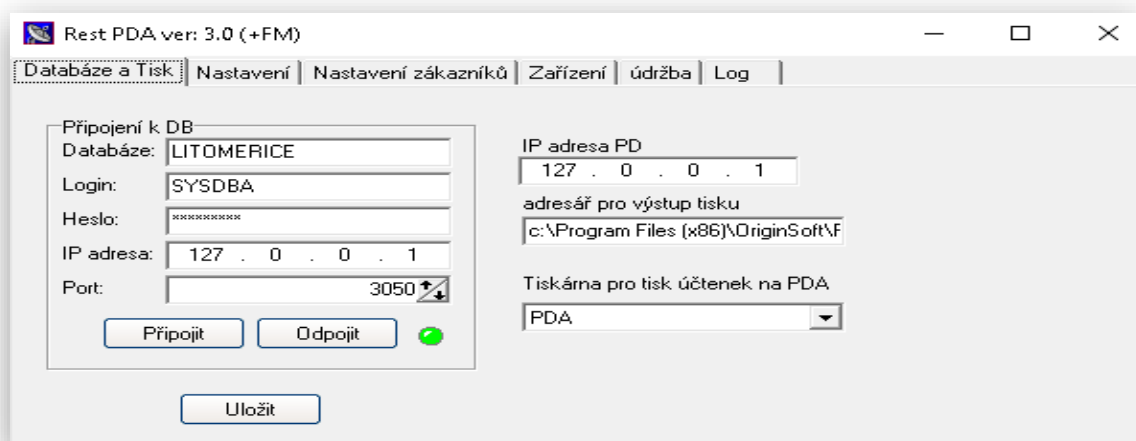 Rest PDA ver: 3.0 (+FM)
Databáze a Tisk Nastavení Nastavení zákazníků Zařízení údržba Log
Připojení k DB
Databáze: LITOMERICE
Login: SYSDBA
Heslo: *********
IP adresa: 127 . 0 . 0 . 1
Port: 3050
Připojit Odpojit
Uložit
IP adresa PD
127 . 0 . 0 . 1
adresář pro výstup tisku
c:\Program Files (x86)\OriginSoft\F
Tiskárna pro tisk účtenek na PDA
PDA